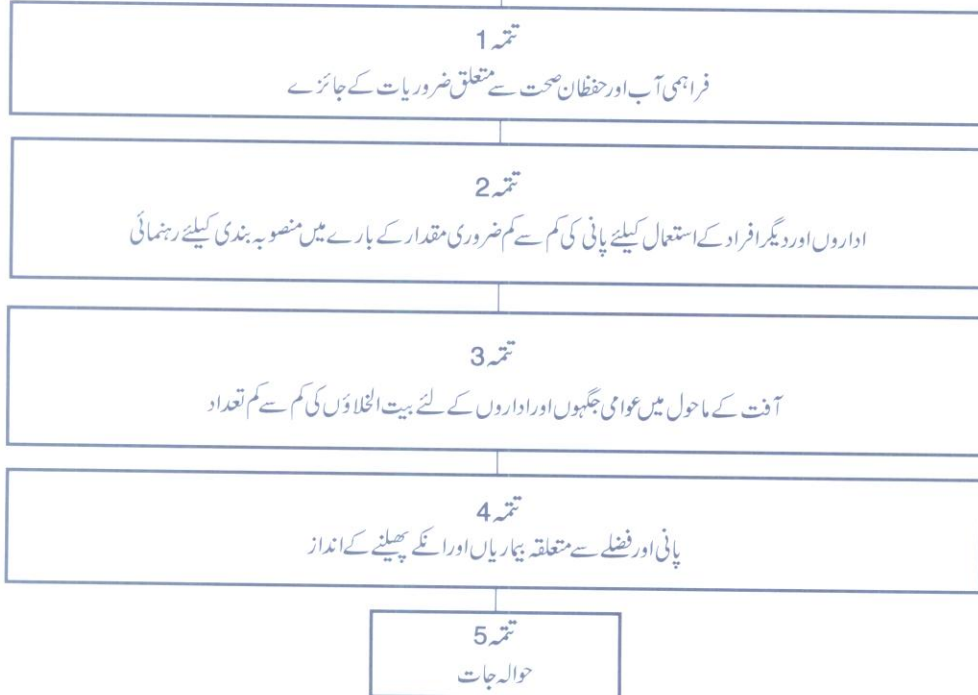 تتمہ 1
فراہمی آب اور حفظان صحت سے متعلق ضروریات کے جائزے
تتمہ 2
اداروں اور دیگر افراد کے استعمال کیلئے پانی کی کم سے کم ضروری مقدار کے بارے میں منصوبہ بندی کیلئے رہنمائی
تتمہ 3
آفت کے ماحول میں عوامی جگہوں اور اداروں کے لئے بیت الخلاؤں کی کم سے کم تعداد
تتمہ 4
پانی اور فضلے سے متعلقہ بیماریاں اور انکے پھیلنے کے انداز
تتمہ 5
حوالہ جات